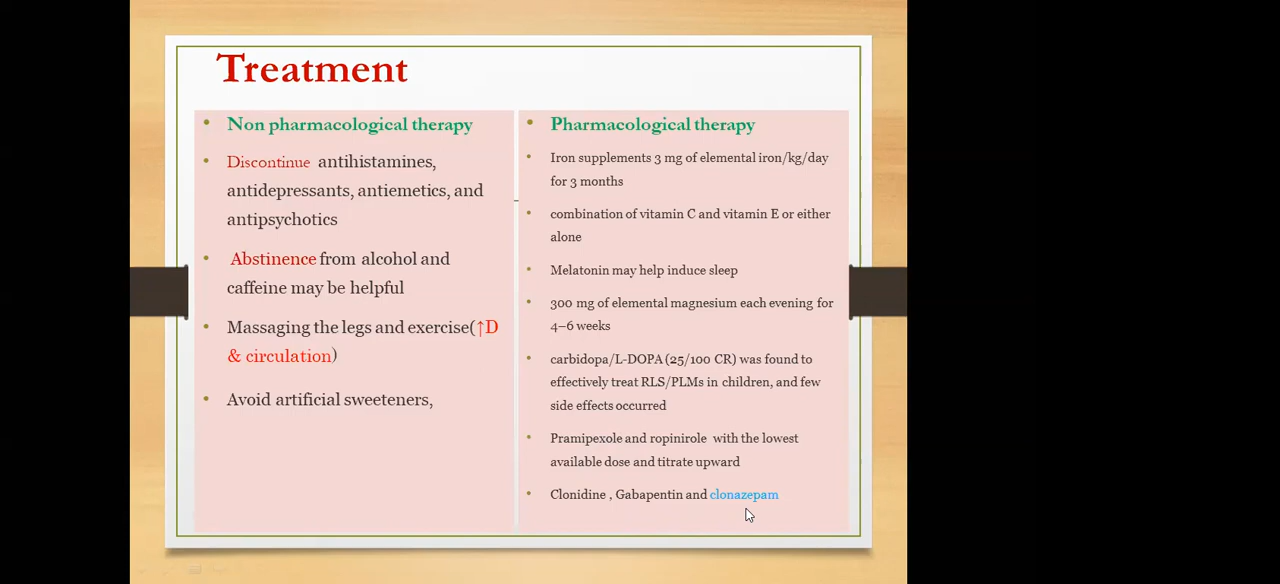 Treatment
• Non pharmacological therapy
• Discontinue antihistamines,
antidepressants, antiemetics, and
antipsychotics
• Abstinence from alcohol and
caffeine may be helpful
• Massaging the legs and exercise(↑D
& circulation)
• Avoid artificial sweeteners,
• Pharmacological therapy
• Iron supplements 3 mg of elemental iron/kg/day
for 3 months
• combination of vitamin C and vitamin E or either
alone
• Melatonin may help induce sleep
• 300 mg of elemental magnesium each evening for
4–6 weeks
• carbidopa/L-DOPA (25/100 CR) was found to
effectively treat RLS/PLMs in children, and few
side effects occurred
• Pramipexole and ropinirole with the lowest
available dose and titrate upward
• Clonidine , Gabapentin and clonazepam